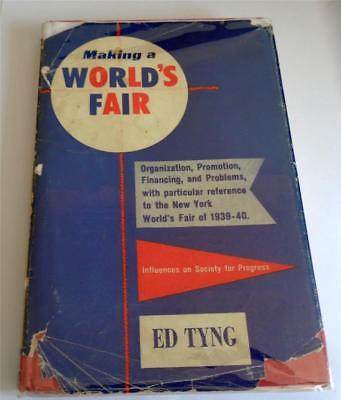 Making a
WORLD'S
FAIR
Organization, Promotion,
Financing, and Problems,
with particular reference
to the New York
World's Fair of 1939-40.
Influences on Society for Progress
ED TYNG